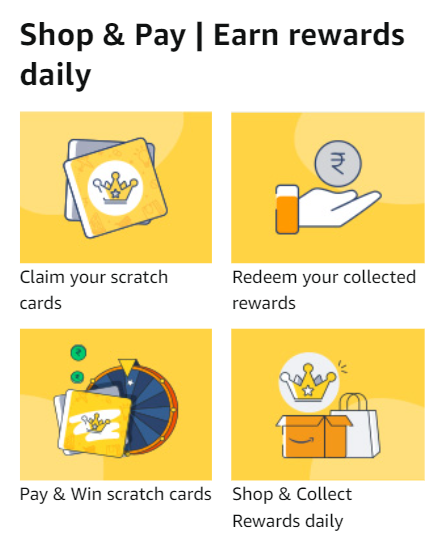 Shop & Pay | Earn rewards
daily
₹
Claim your scratch
cards
Redeem your collected
rewards
₹
₹
Pay & Win scratch cards
Shop & Collect
Rewards daily